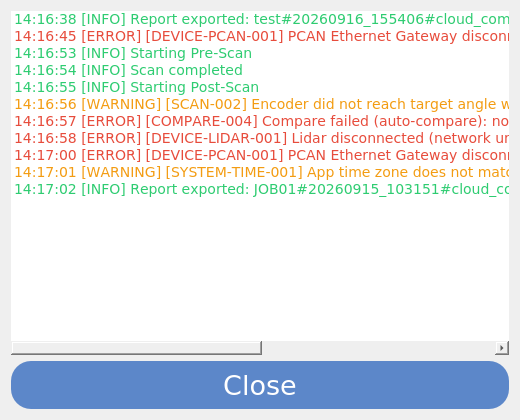 14:16:38 [INFO] Report exported: test#20260916_155406#cloud_com
14:16:45 [ERROR] [DEVICE-PCAN-001] PCAN Ethernet Gateway disconn
14:16:53 [INFO] Starting Pre-Scan
14:16:54 [INFO] Scan completed
14:16:55 [INFO] Starting Post-Scan
14:16:56 [WARNING] [SCAN-002] Encoder did not reach target angle w
14:16:57 [ERROR] [COMPARE-004] Compare failed (auto-compare): no
14:16:58 [ERROR] [DEVICE-LIDAR-001] Lidar disconnected (network un
14:17:00 [ERROR] [DEVICE-PCAN-001] PCAN Ethernet Gateway disconn
14:17:01 [WARNING] [SYSTEM-TIME-001] App time zone does not matc
14:17:02 [INFO] Report exported: JOB01#20260915_103151#cloud_co
Close